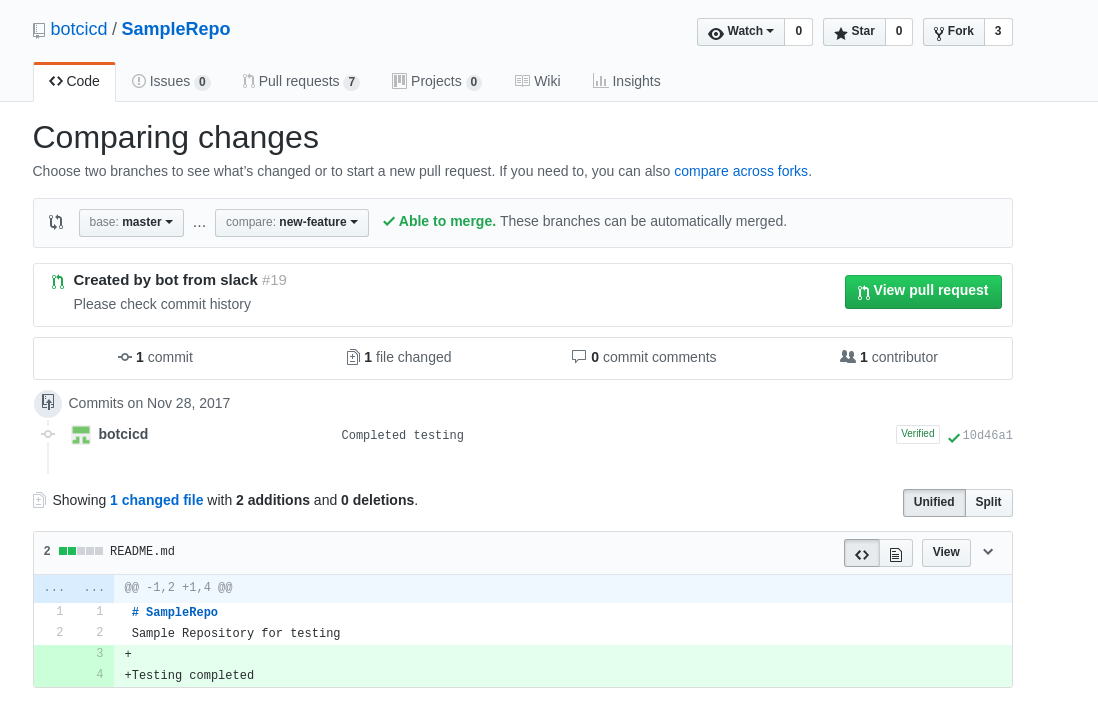 botcicd / SampleRepo
Watch 0 Star 0 Fork 3
Code Issues 0 Pull requests 7 Projects 0 Wiki Insights
Comparing changes
Choose two branches to see what’s changed or to start a new pull request. If you need to, you can also compare across forks.
base: master ... compare: new-feature Able to merge. These branches can be automatically merged.
Created by bot from slack #19
Please check commit history
View pull request
1 commit 1 file changed 0 commit comments 1 contributor
Commits on Nov 28, 2017
botcicd Completed testing Verified 10d46a1
Showing 1 changed file with 2 additions and 0 deletions. Unified Split
2 README.md View
... ... @@ -1,2 +1,4 @@
1 1 # SampleRepo
2 2 Sample Repository for testing
3 +
4 +Testing completed